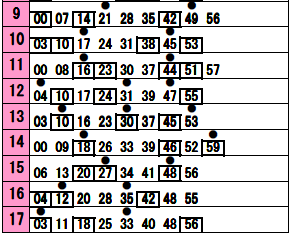 9 00 07 14 21 28 35 42 49 56
10 03 10 17 24 31 38 45 53
11 00 08 16 23 30 37 44 51 57
12 04 10 17 24 31 39 47 55
13 03 10 16 23 30 37 45 53
14 00 09 18 26 33 39 46 52 59
15 06 13 20 27 34 41 48 56
16 04 12 20 28 35 42 48 55
17 03 11 18 25 33 40 48 56